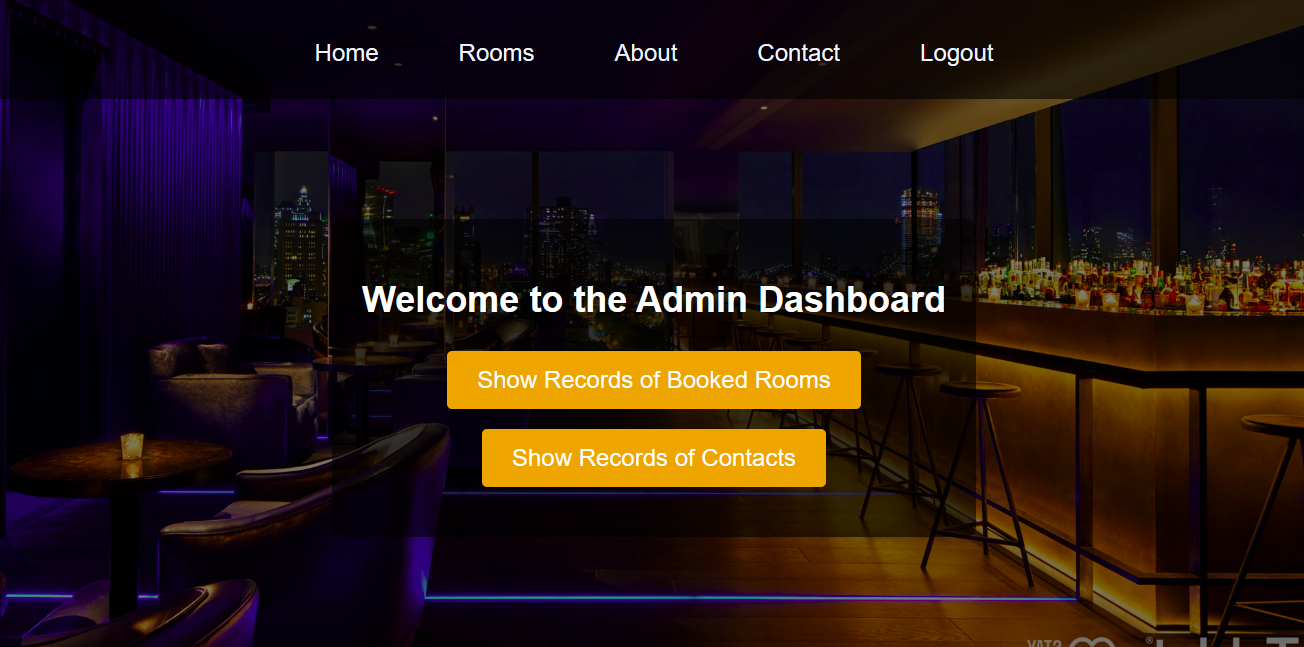 Home Rooms About Contact Logout
Welcome to the Admin Dashboard
Show Records of Booked Rooms
Show Records of Contacts